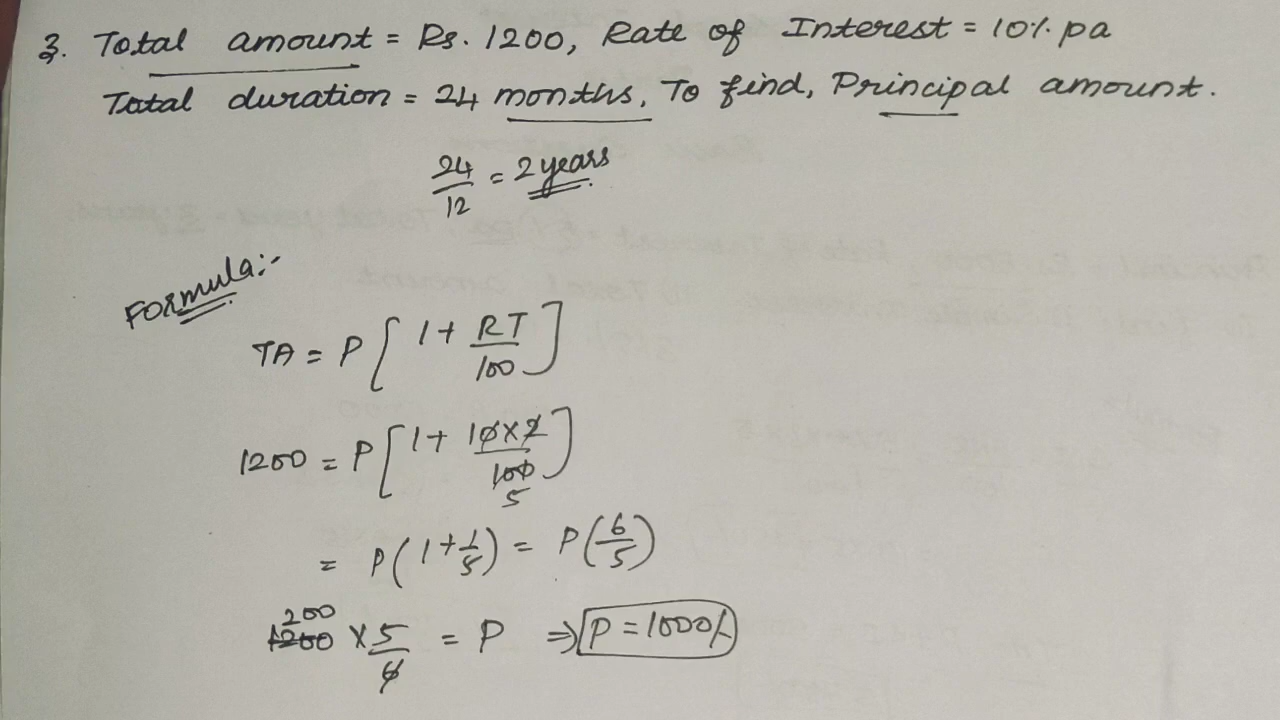 3. Total amount = Rs. 1200, Rate of Interest = 10% pa
Total duration = 24 months, To find, Principal amount.
24/12 = 2 years
Formula:-
TA = P[1 + RT/100]
1200 = P[1 + 10×2/100]
5
= P(1 + 1/5) = P(6/5)
200
1200 × 5/6 = P ⇒ P = 1000/-